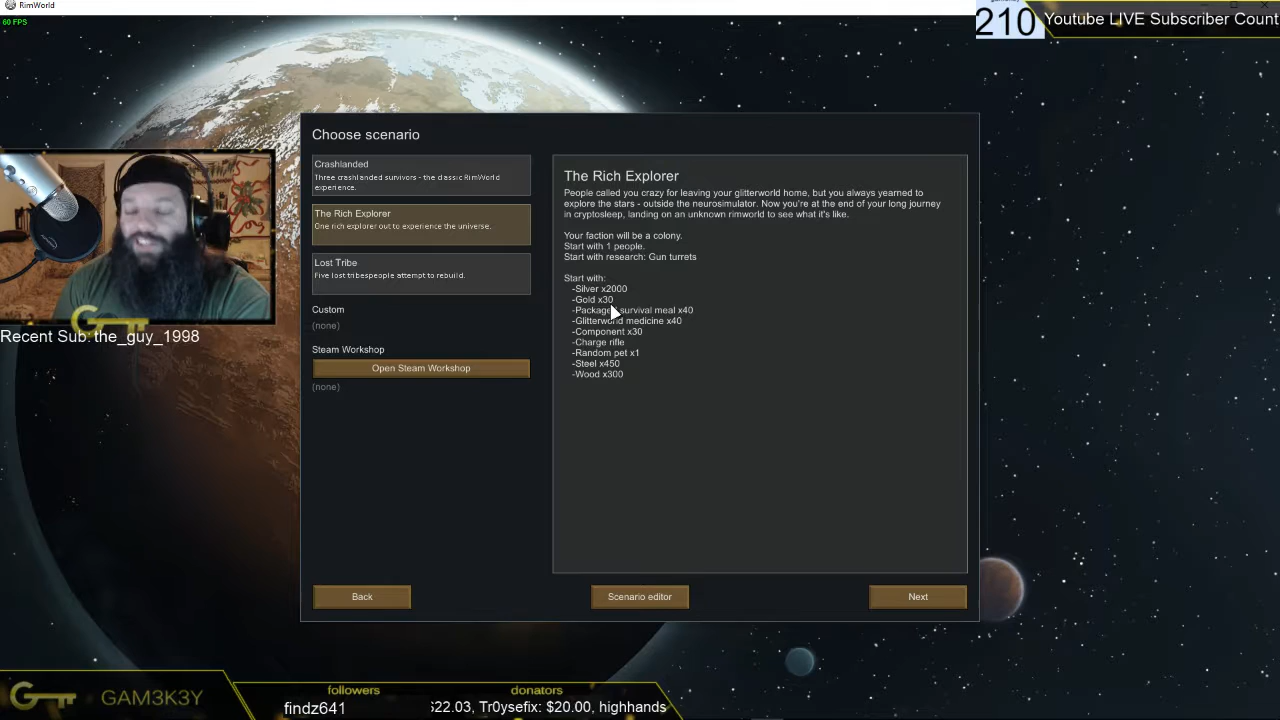 RimWorld
60 FPS
210
Youtube LIVE Subscriber Count
Choose scenario
Crashlanded
Three crashlanded survivors - the classic RimWorld
experience.
The Rich Explorer
One rich explorer out to experience the universe.
Lost Tribe
Five lost tribespeople attempt to rebuild.
Custom
(none)
Steam Workshop
Open Steam Workshop
(none)
The Rich Explorer
People called you crazy for leaving your glitterworld home, but you always yearned to
explore the stars - outside the neurosimulator. Now you're at the end of your long journey
in cryptosleep, landing on an unknown rimworld to see what it's like.
Your faction will be a colony.
Start with 1 people.
Start with research: Gun turrets
Start with:
-Silver x2000
-Gold x30
-Packaged survival meal x40
-Glitterworld medicine x40
-Component x30
-Charge rifle
-Random pet x1
-Steel x450
-Wood x300
Back
Scenario editor
Next
Recent Sub: the_guy_1998
GAM3K3Y
followers
findz641
donators
$22.03, Tr0ysefix: $20.00, highhands